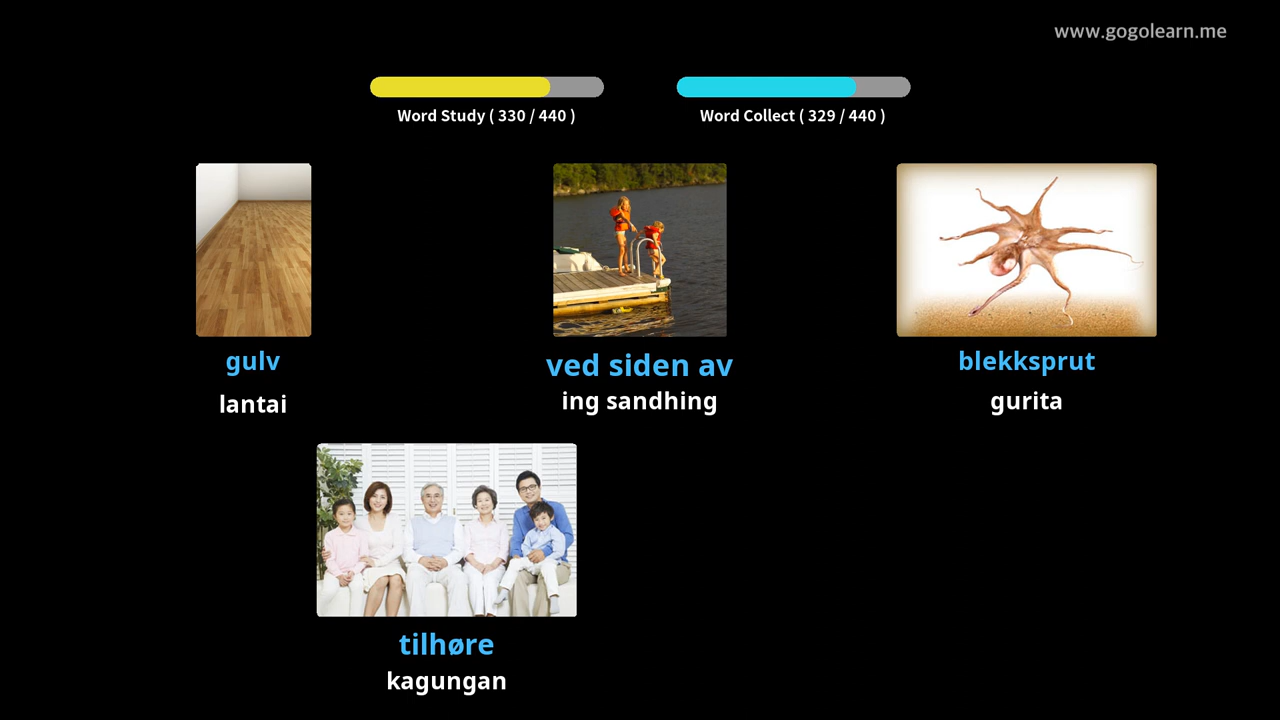 www.gogolearn.me
Word Study ( 330 / 440 )
Word Collect ( 329 / 440 )
gulv
lantai
ved siden av
ing sandhing
blekksprut
gurita
tilhøre
kagungan